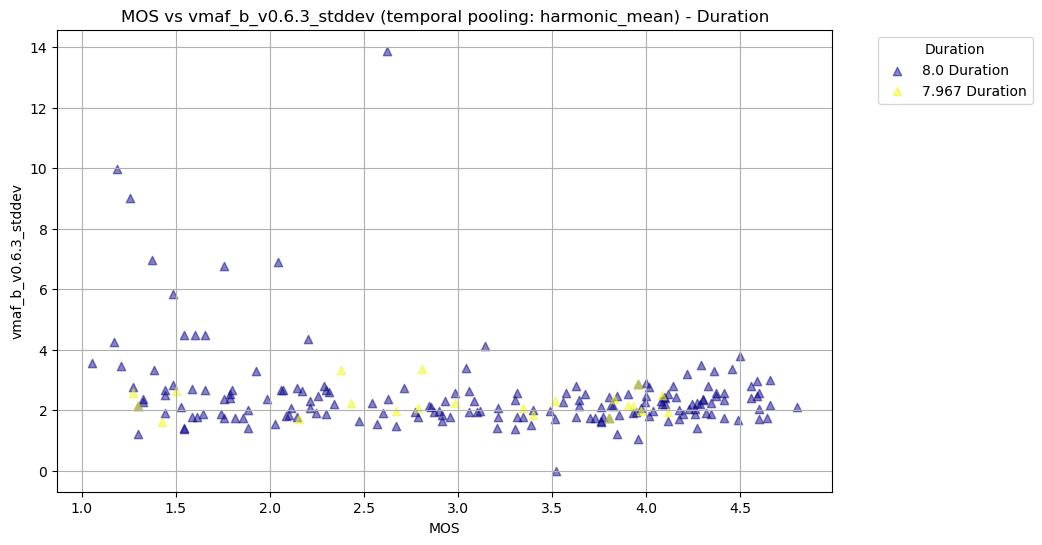 MOS vs vmaf_b_v0.6.3_stddev (temporal pooling: harmonic_mean) - Duration
Duration
8.0 Duration
7.967 Duration
vmaf_b_v0.6.3_stddev
14
12
10
8
6
4
2
0
1.0 1.5 2.0 2.5 3.0 3.5 4.0 4.5
MOS